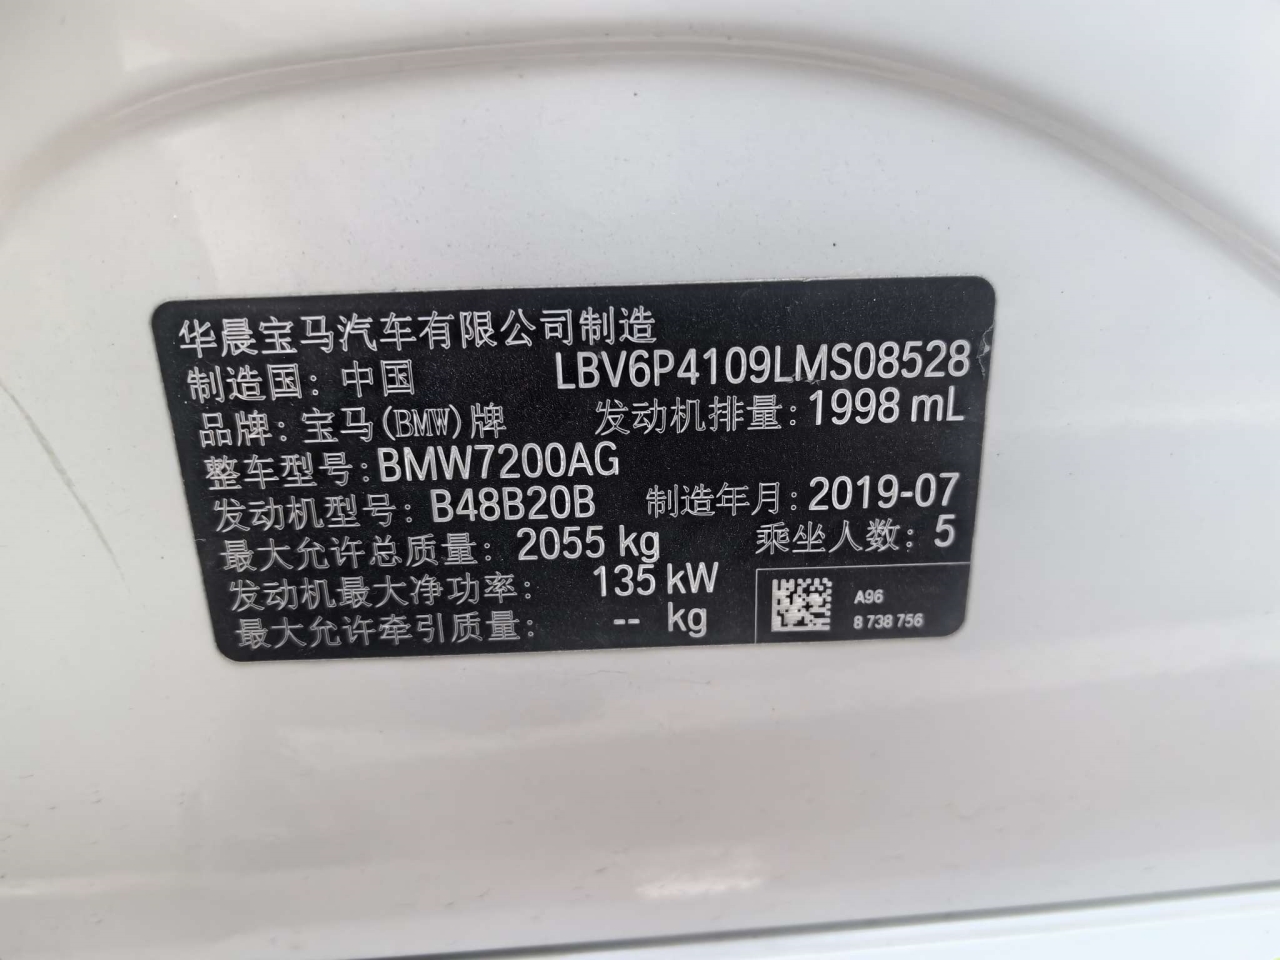 华晨宝马汽车有限公司制造
制造国：中国 LBV6P4109LMS08528
品牌：宝马(BMW)牌 发动机排量：1998 mL
整车型号：BMW7200AG
发动机型号：B48B20B 制造年月：2019-07
最大允许总质量：2055 kg 乘坐人数：5
发动机最大净功率：135 kW
最大允许牵引质量：-- kg
A96
8 738 756